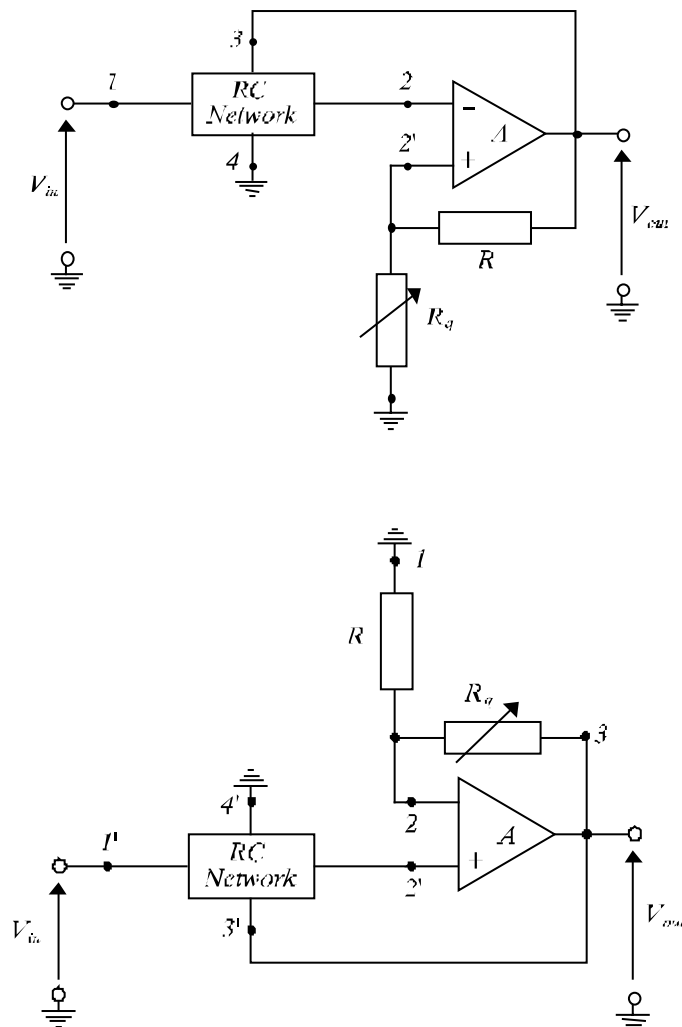 3
1
RC
Network
2
−
A
2'
+
4
V_in
R
V_out
R_q
1
R
R_q
3
4'
2
A
1'
RC
Network
2'
+
3'
V_in
V_out